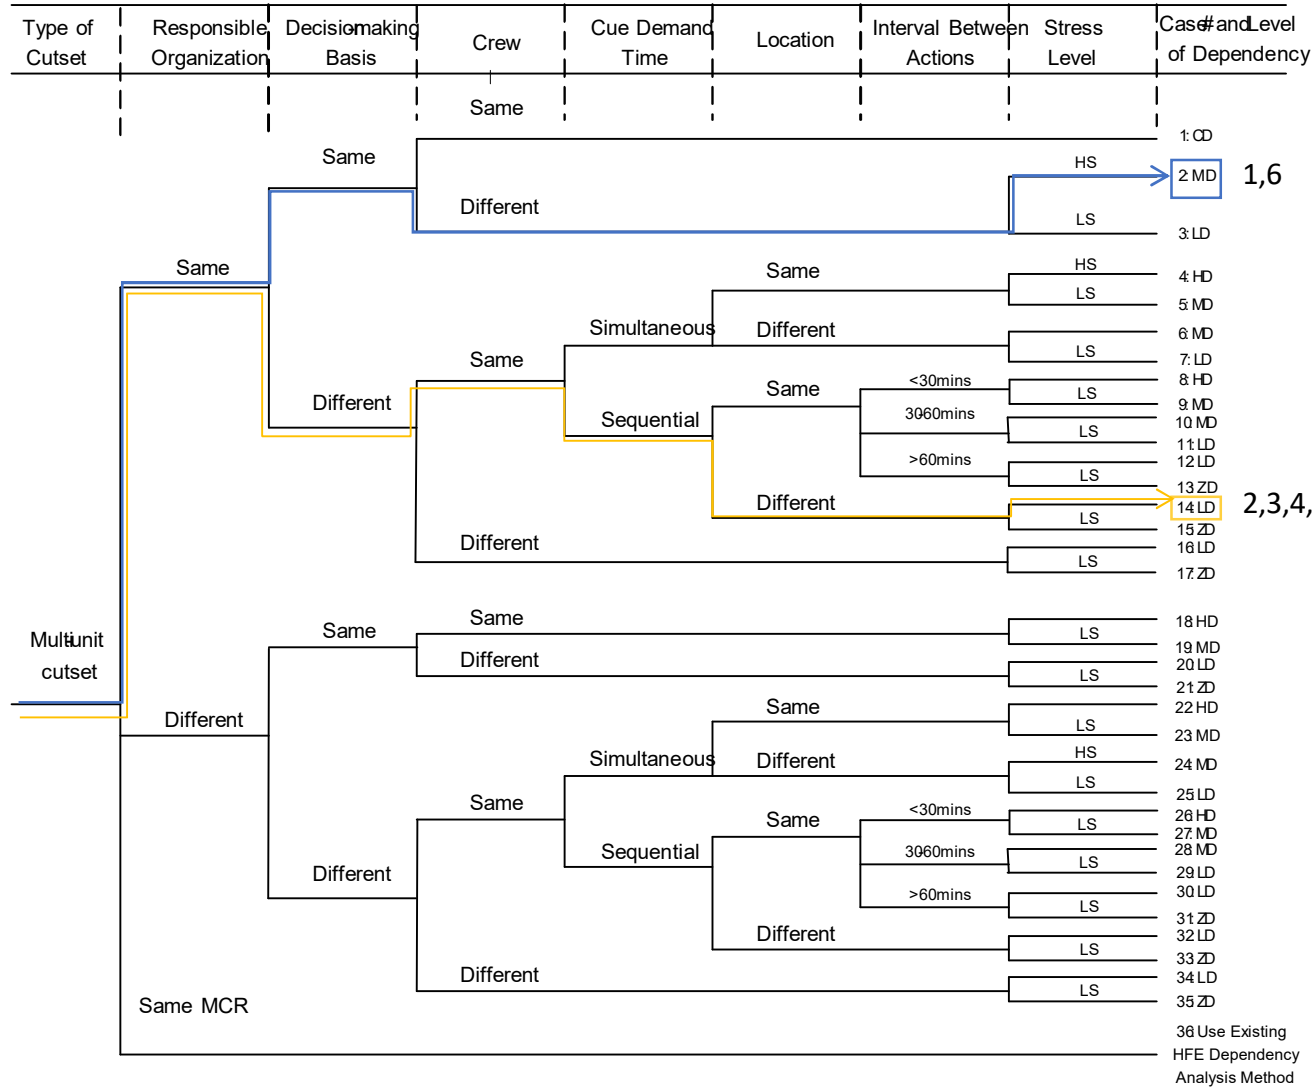 Type of Cutset
Responsible Organization
Decision-making Basis
Crew
Cue Demand Time
Location
Interval Between Actions
Stress Level
Case# and Level of Dependency
Same
1: CD
Same
HS
2: MD
1,6
Different
LS
3: LD
Same
Same
HS
4: HD
LS
5: MD
Simultaneous
Different
6: MD
LS
7: LD
Same
Same
<30mins
8: HD
LS
9: MD
Different
Sequential
30-60mins
10: MD
LS
11: LD
>60mins
12: LD
LS
13: ZD
Different
14: LD
2,3,4,
LS
15: ZD
Different
16: LD
LS
17: ZD
Multi-unit cutset
Same
Same
18: HD
LS
19: MD
Different
20: LD
LS
21: ZD
Different
Same
22: HD
LS
23: MD
Simultaneous
Different
HS
24: MD
LS
25: LD
Same
Same
<30mins
26: HD
LS
27: MD
Different
Sequential
30-60mins
28: MD
LS
29: LD
>60mins
30: LD
LS
31: ZD
Different
32: LD
LS
33: ZD
Different
34: LD
LS
35: ZD
Same MCR
36: Use Existing
HFE Dependency
Analysis Method